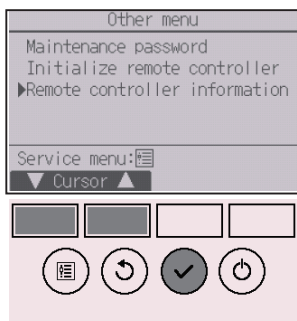 Other menu
Maintenance password
Initialize remote controller
▶Remote controller information
Service menu:
▼ Cursor ▲